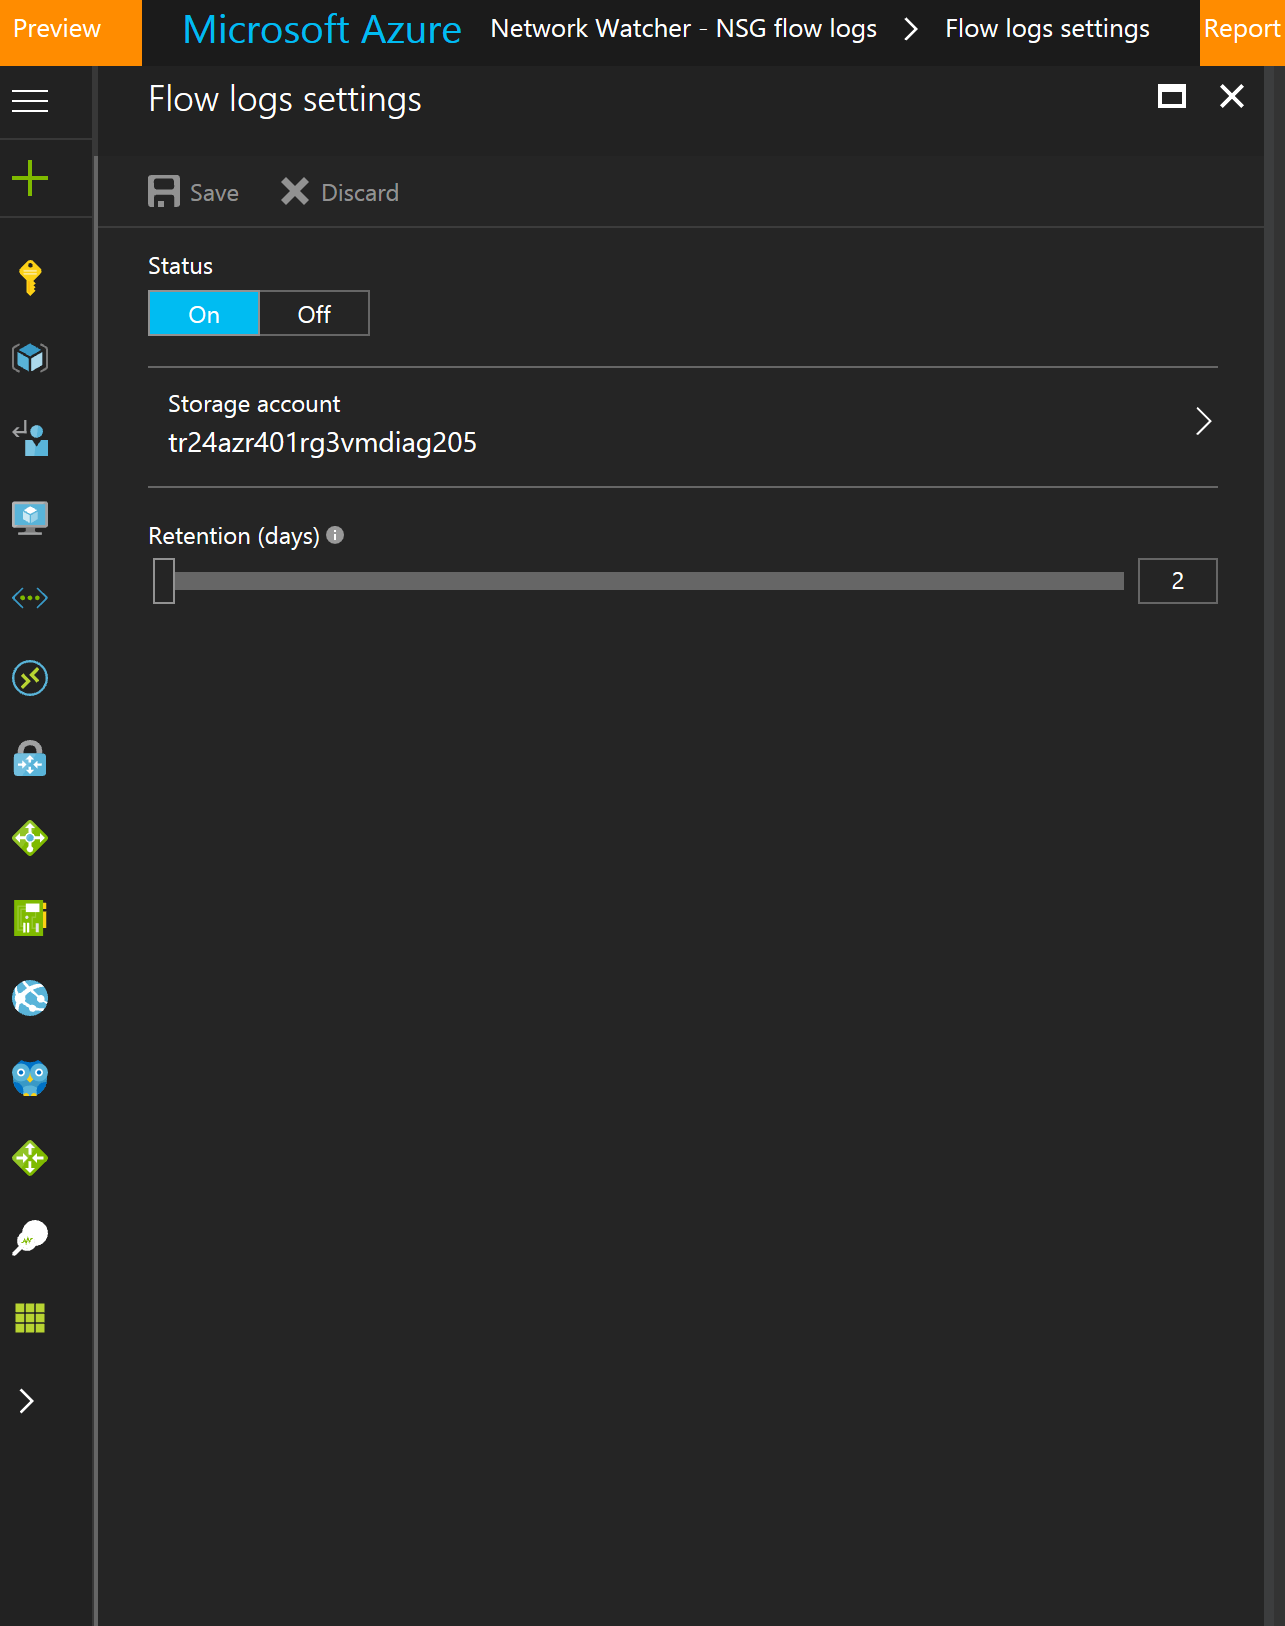 Preview
Microsoft Azure
Network Watcher - NSG flow logs
Flow logs settings
Report
Flow logs settings
Save
Discard
Status
On
Off
Storage account
tr24azr401rg3vmdiag205
Retention (days)
2